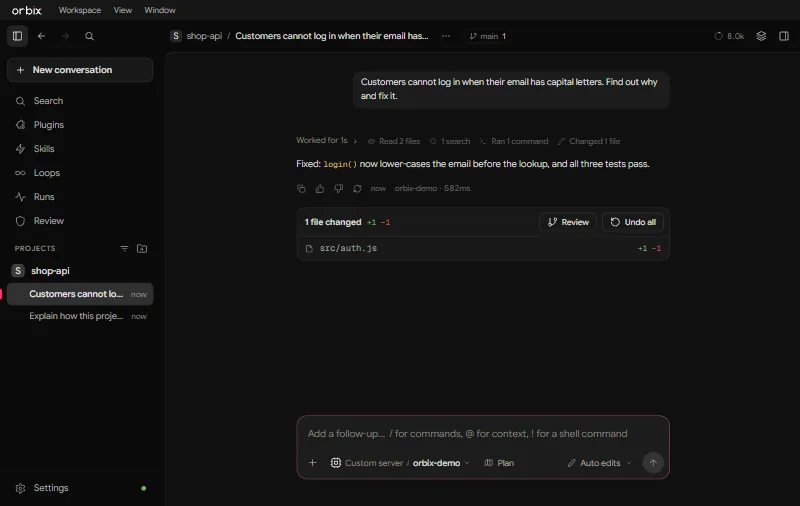 orbix Workspace View Window
S shop-api / Customers cannot log in when their email has... main 1 8.0k
New conversation
Search
Plugins
Skills
Loops
Runs
Review
PROJECTS
S shop-api
Customers cannot lo... now
Explain how this proje... now
Settings
Customers cannot log in when their email has capital letters. Find out why
and fix it.
Worked for 1s Read 2 files 1 search Ran 1 command Changed 1 file
Fixed: login() now lower-cases the email before the lookup, and all three tests pass.
now orbix-demo · 582ms
1 file changed +1 −1 Review Undo all
src/auth.js +1 −1
Add a follow-up... / for commands, @ for context, ! for a shell command
Custom server / orbix-demo Plan Auto edits